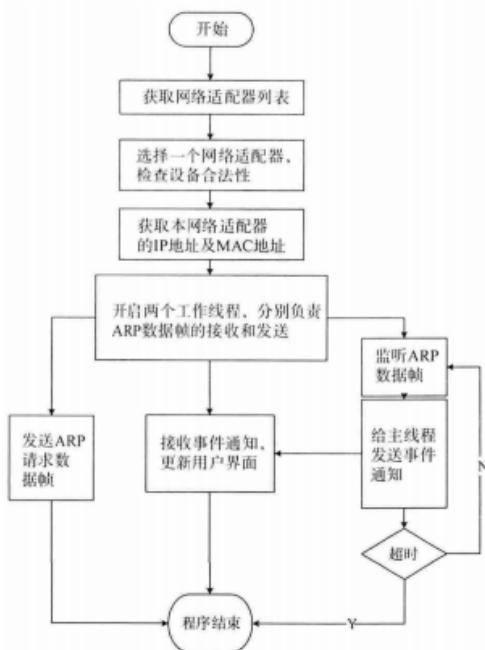 开始
获取网络适配器列表
选择一个网络适配器，
检查设备合法性
获取本网络适配器
的IP地址及MAC地址
开启两个工作线程，分别负责
ARP数据帧的接收和发送
监听ARP
数据帧
发送ARP
请求数
据帧
接收事件通知、
更新用户界面
给主线程
发送事件
通知
N
超时
程序结束
Y